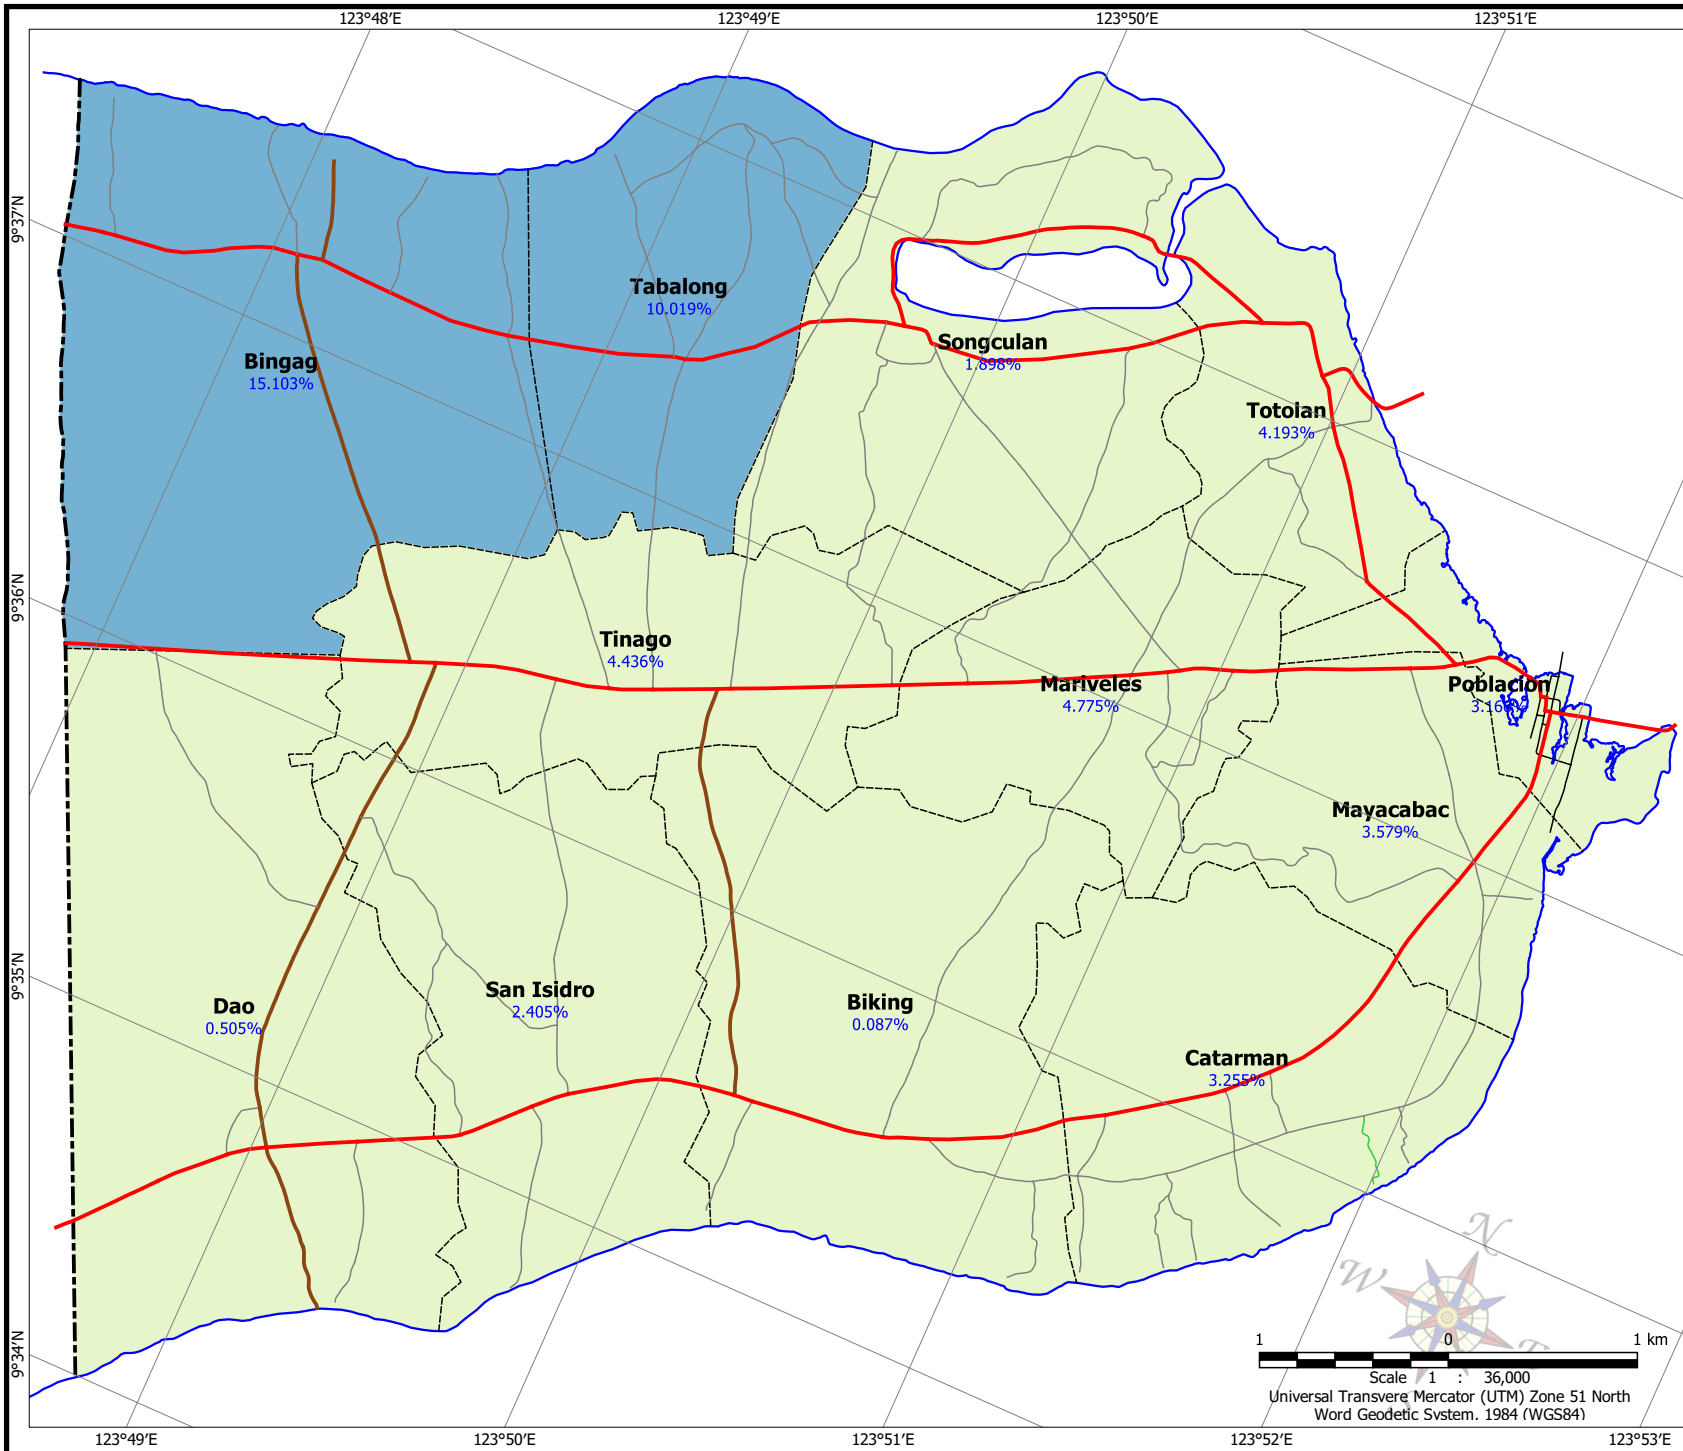 123°48′E
123°49′E
123°50′E
123°51′E
9°37′N
Tabalong
10.019%
Songculan
1.898%
Bingag
15.103%
Totolan
4.193%
9°36′N
Tinago
4.436%
Mariveles
4.775%
Poblacion
Mayacabac
3.579%
9°35′N
San Isidro
2.405%
Dao
0.505%
Biking
0.087%
Catarman
3.255%
N
W
9°34′N
1 0 1 km
Scale 1 : 36,000
Universal Transvere Mercator (UTM) Zone 51 North
Word Geodetic System, 1984 (WGS84)
123°49′E
123°50′E
123°51′E
123°52′E
123°53′E